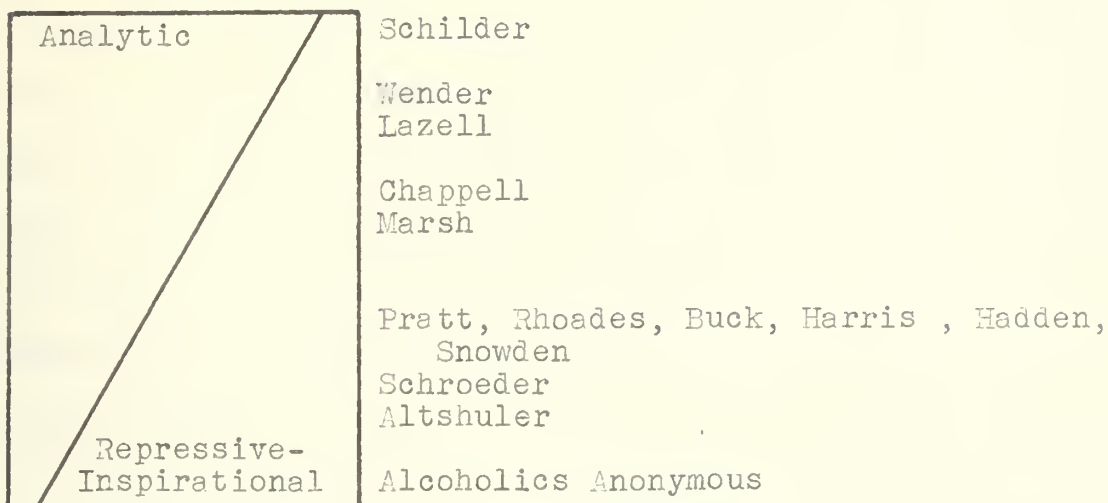 Analytic
Schilder
Wender
Lazell
Chappell
Marsh
Pratt, Rhoades, Buck, Harris , Hadden,
Snowden
Schroeder
Altshuler
Repressive-
Inspirational
Alcoholics Anonymous